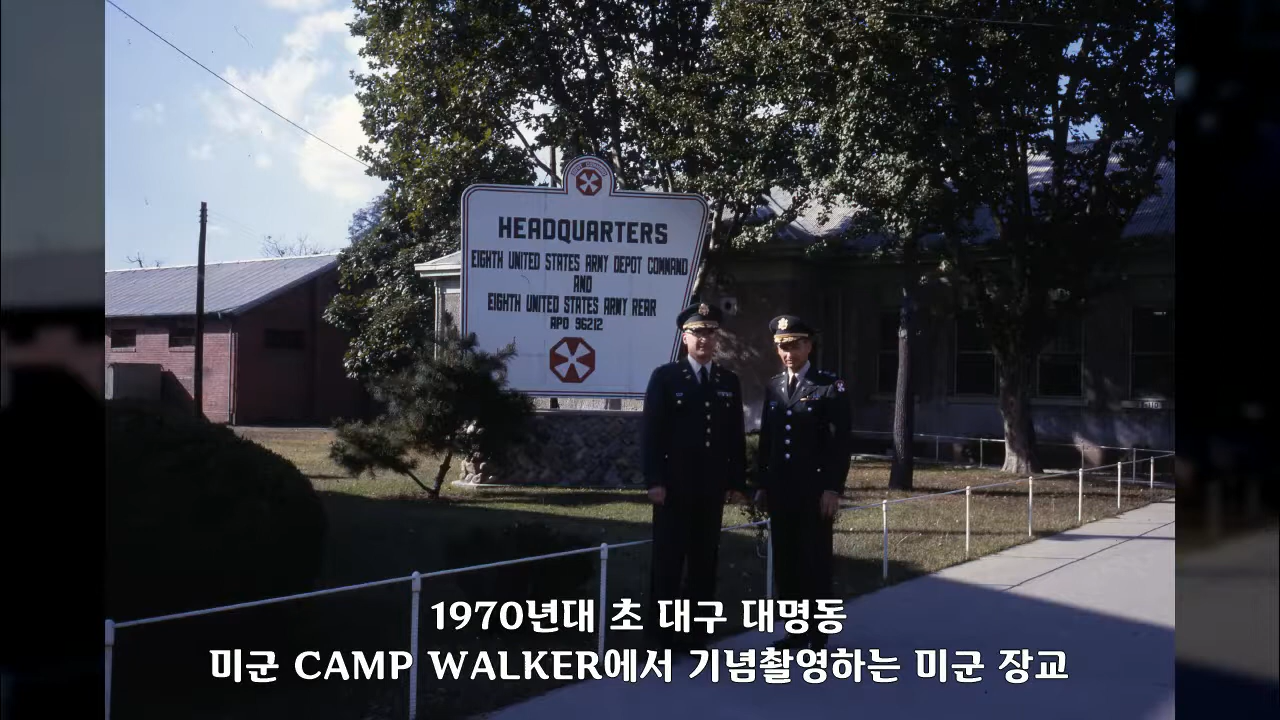 HEADQUARTERS
EIGHTH UNITED STATES ARMY DEPOT COMMAND
AND
EIGHTH UNITED STATES ARMY REAR
APO 96212
1970년대 초 대구 대명동
미군 CAMP WALKER에서 기념촬영하는 미군 장교